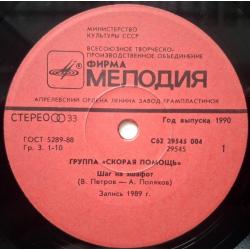 МИНИСТЕРСТВО
КУЛЬТУРЫ СССР
ВСЕСОЮЗНОЕ ТВОРЧЕСКО-
ПРОИЗВОДСТВЕННОЕ ОБЪЕДИНЕНИЕ
ФИРМА
МЕЛОДИЯ
АПРЕЛЕВСКИЙ ОРДЕНА ЛЕНИНА ЗАВОД ГРАМПЛАСТИНОК
СТЕРЕО 33
Год выпуска 1990
ГОСТ 5289-88
Гр. 3. 1-10
С62 29545 004
29545
1
ГРУППА «СКОРАЯ ПОМОЩЬ»
Шаг на эшафот
(В. Петров — А. Поляков)
Запись 1989 г.